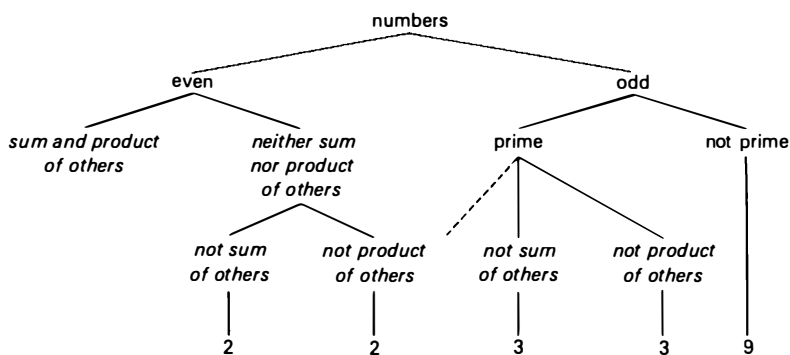 numbers
even
odd
sum and product
of others
neither sum
nor product
of others
prime
not prime
not sum
of others
not product
of others
not sum
of others
not product
of others
2
2
3
3
9